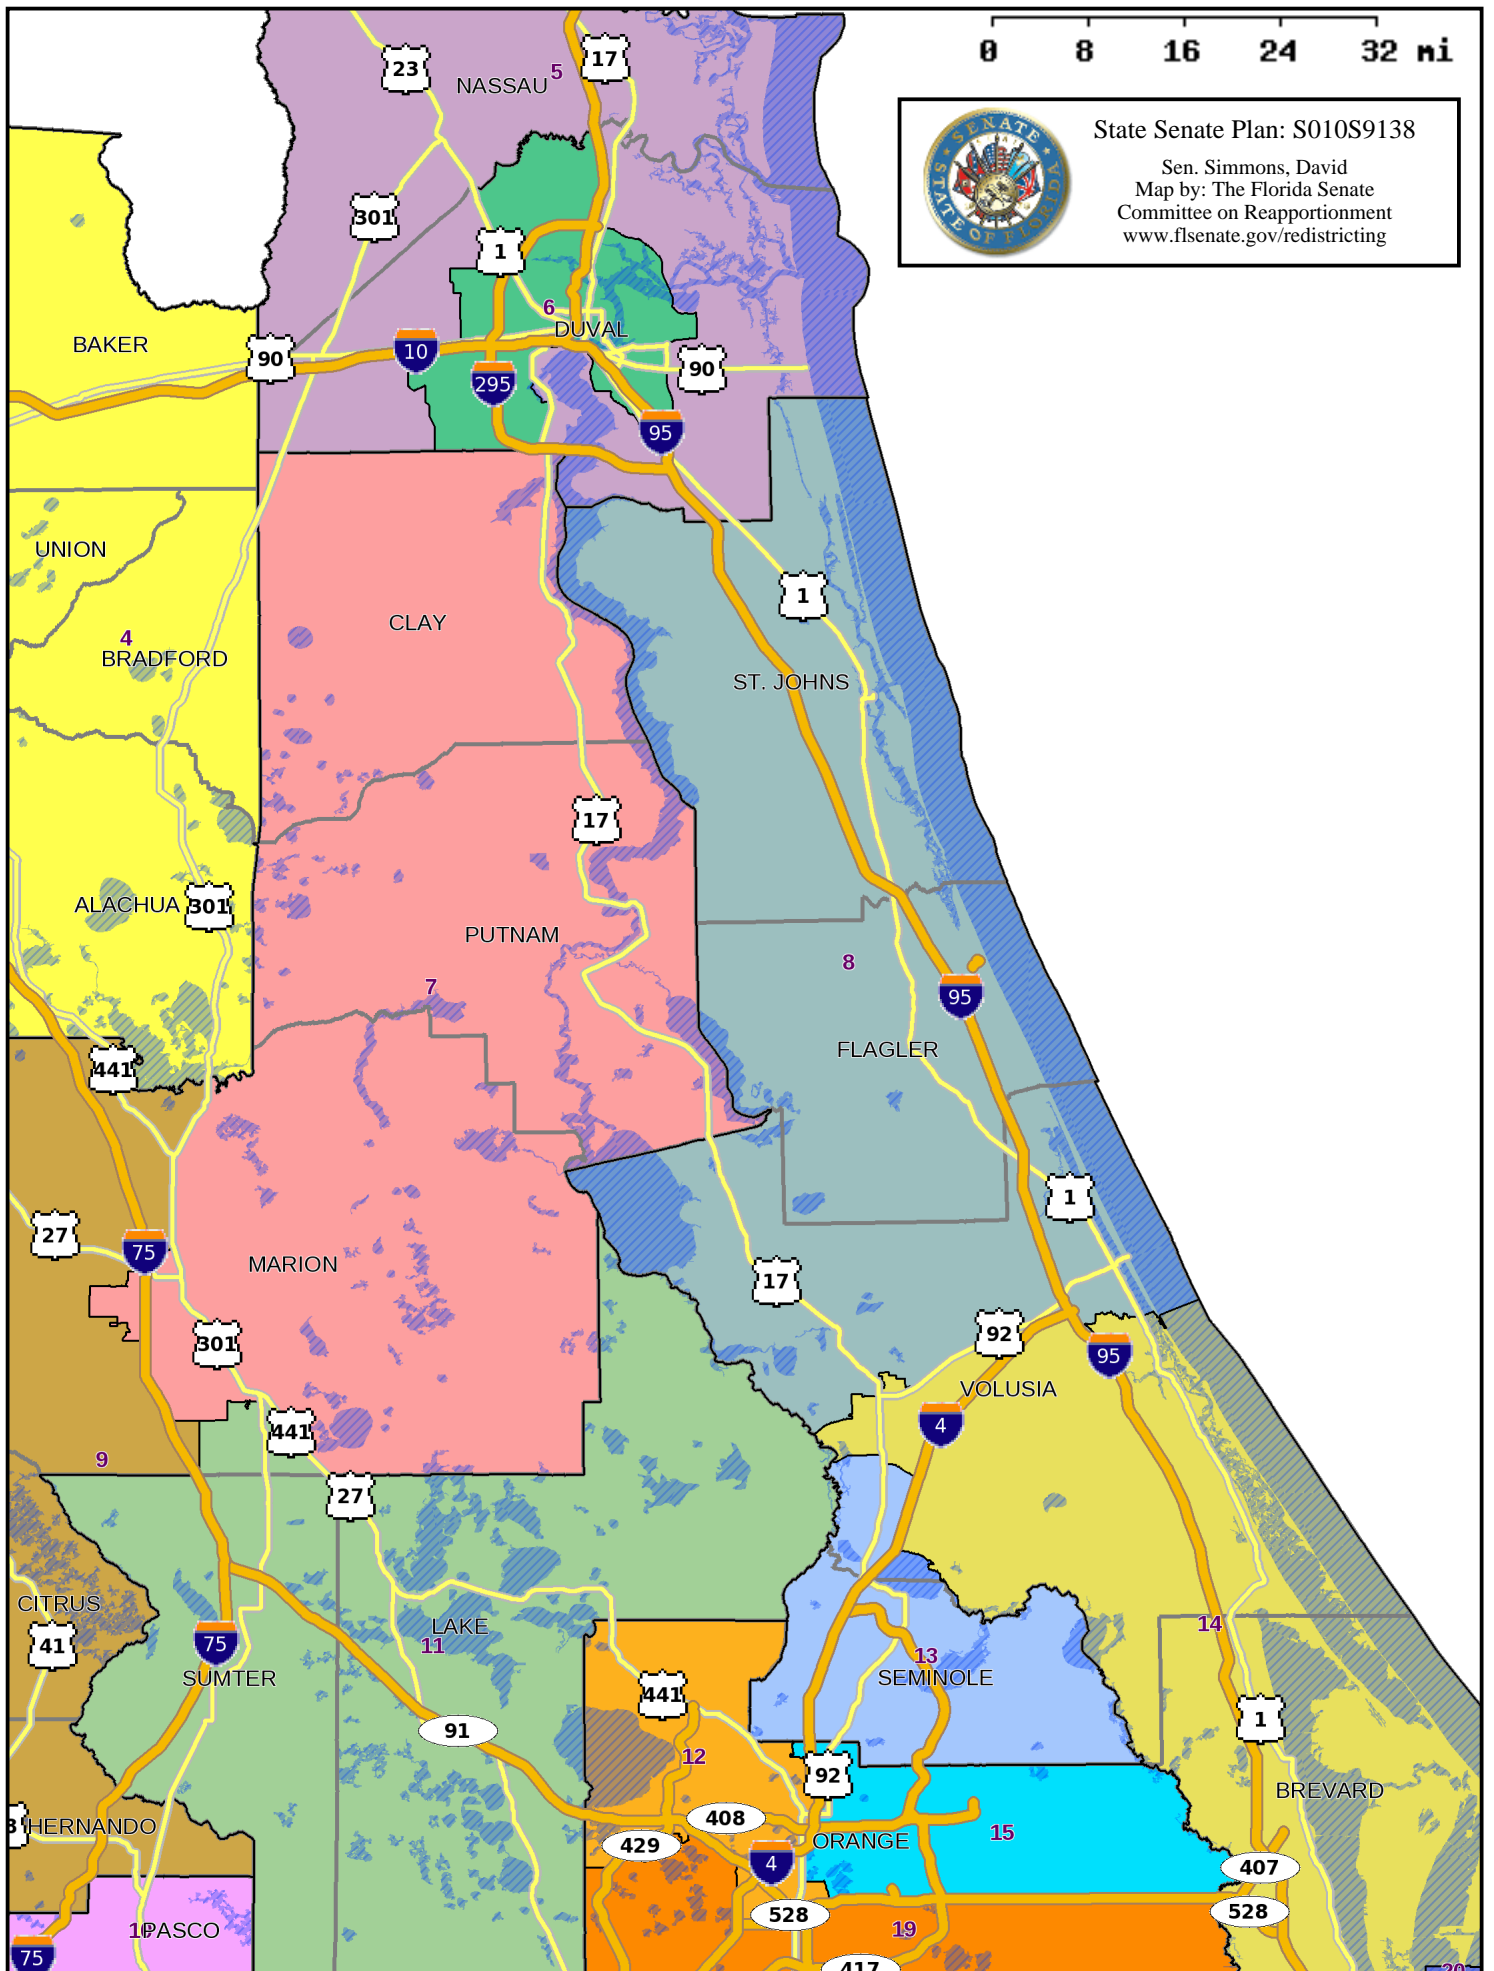 0 8 16 24 32 mi
State Senate Plan: S010S9138
Sen. Simmons, David
Map by: The Florida Senate
Committee on Reapportionment
www.flsenate.gov/redistricting
SENATE
STATE OF FLORIDA
23
NASSAU
5
17
301
1
6
DUVAL
BAKER
90
10
295
90
95
UNION
CLAY
1
4
BRADFORD
ST. JOHNS
17
ALACHUA
301
PUTNAM
7
8
95
FLAGLER
441
27
75
MARION
1
17
301
92
95
VOLUSIA
441
4
9
27
CITRUS
41
75
LAKE
11
SUMTER
14
13
SEMINOLE
441
91
1
12
92
BREVARD
HERNANDO
408
429
ORANGE
15
4
407
528
528
PASCO
19
75
417
20